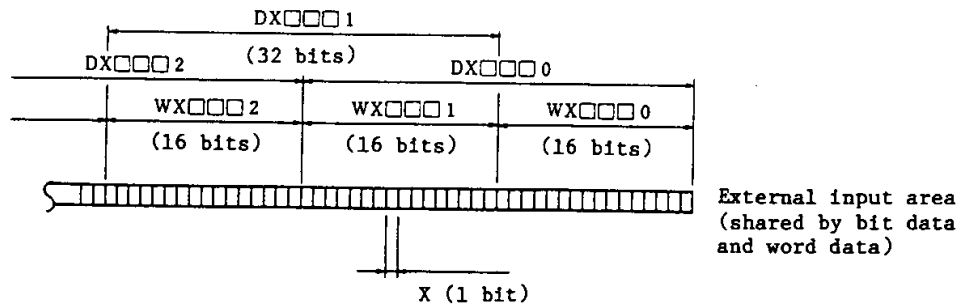 DX□□□1
(32 bits)
DX□□□2
DX□□□0
WX□□□2
WX□□□1
WX□□□0
(16 bits)
(16 bits)
(16 bits)
External input area
(shared by bit data
and word data)
X (1 bit)